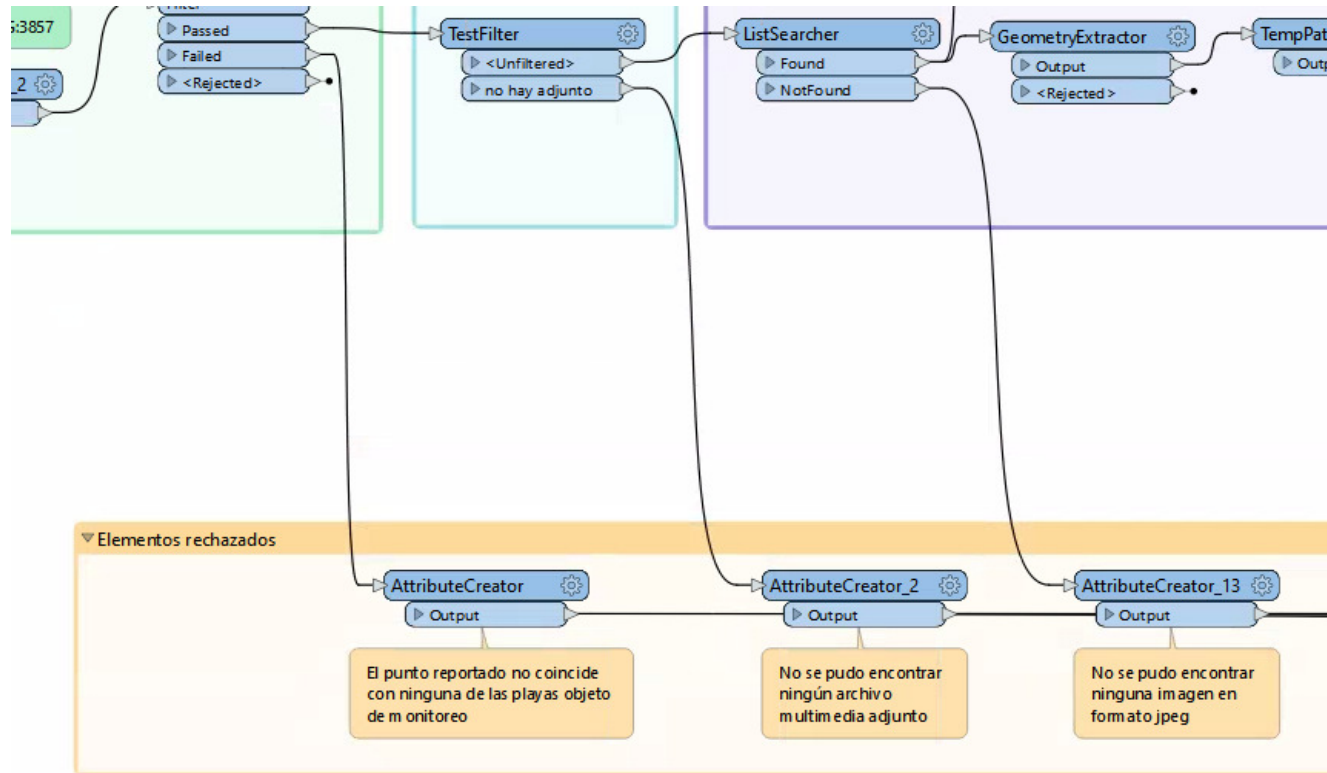 :3857
_2
Filter
Passed
Failed
<Rejected>
TestFilter
<Unfiltered>
no hay adjunto
ListSearcher
Found
NotFound
GeometryExtractor
Output
<Rejected>
Elementos rechazados
AttributeCreator
Output
El punto reportado no coincide
con ninguna de las playas objeto
de monitoreo
AttributeCreator_2
Output
No se pudo encontrar
ningún archivo
multimedia adjunto
AttributeCreator_13
Output
No se pudo encontrar
ninguna imagen en
formato jpeg